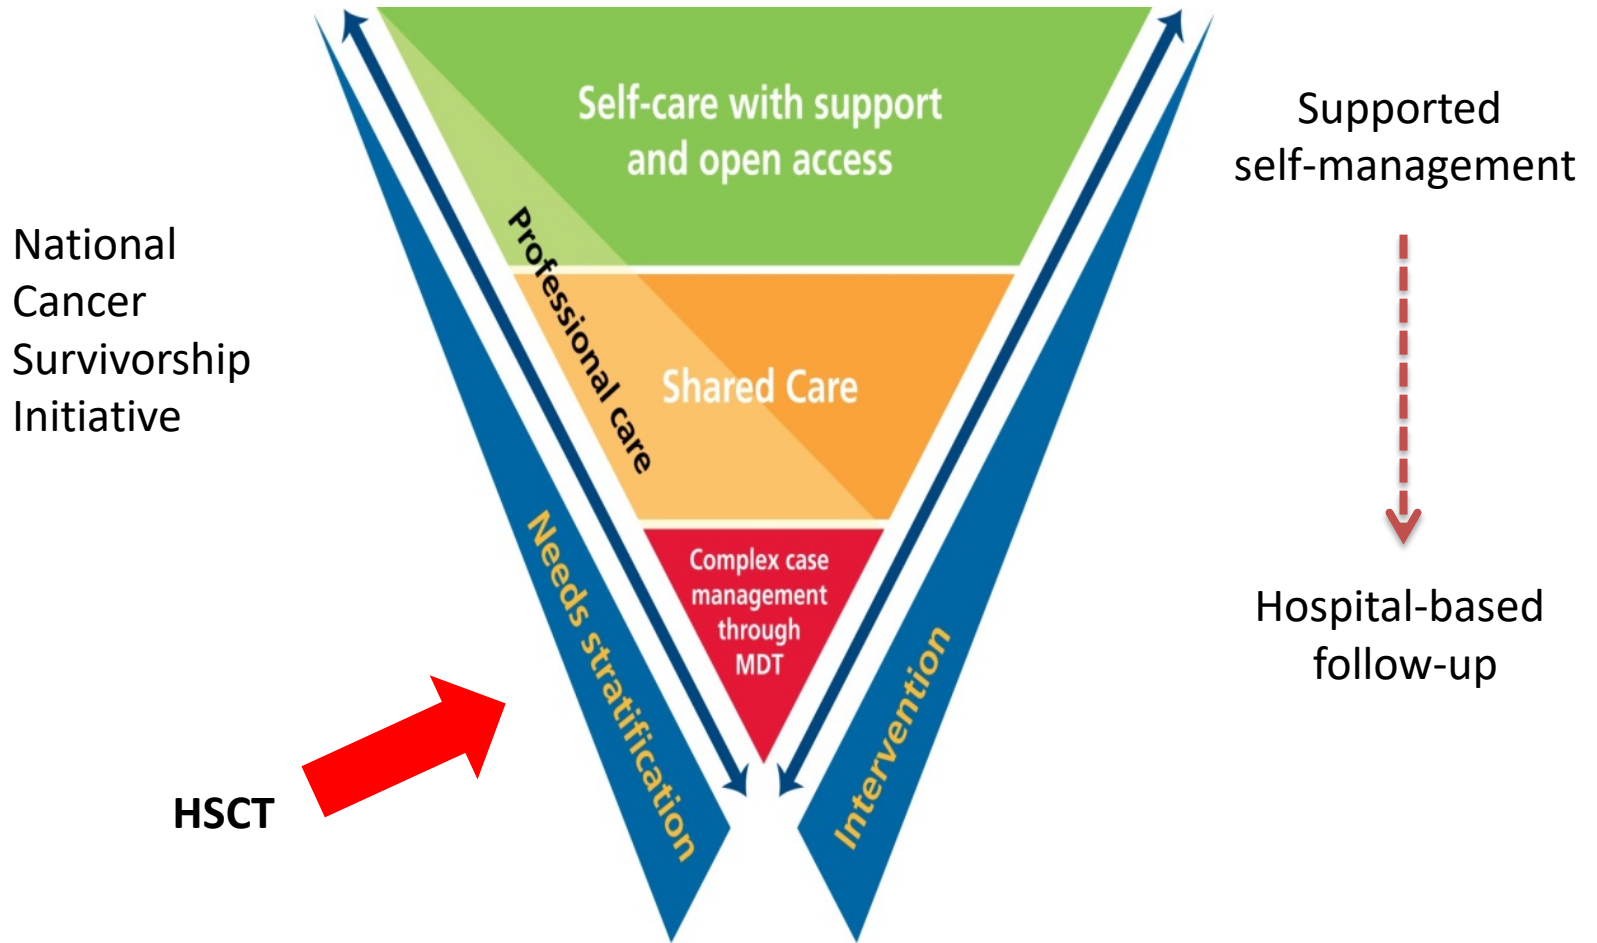 Self-care with support
and open access
Supported
self-management
National
Cancer
Survivorship
Initiative
Professional care
Shared Care
Complex case
management
through
MDT
Needs stratification
Intervention
Hospital-based
follow-up
HSCT